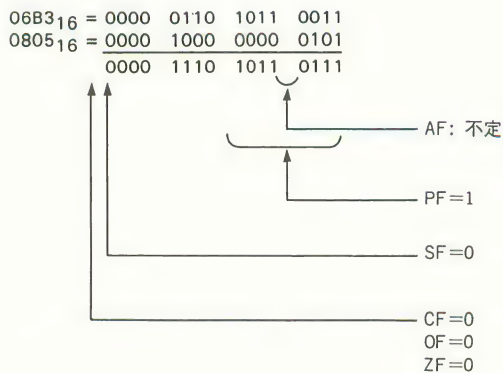 06B3₁₆ = 0000 0110 1011 0011
0805₁₆ = 0000 1000 0000 0101
0000 1110 1011 0111
AF: 不定
PF=1
SF=0
CF=0
OF=0
ZF=0